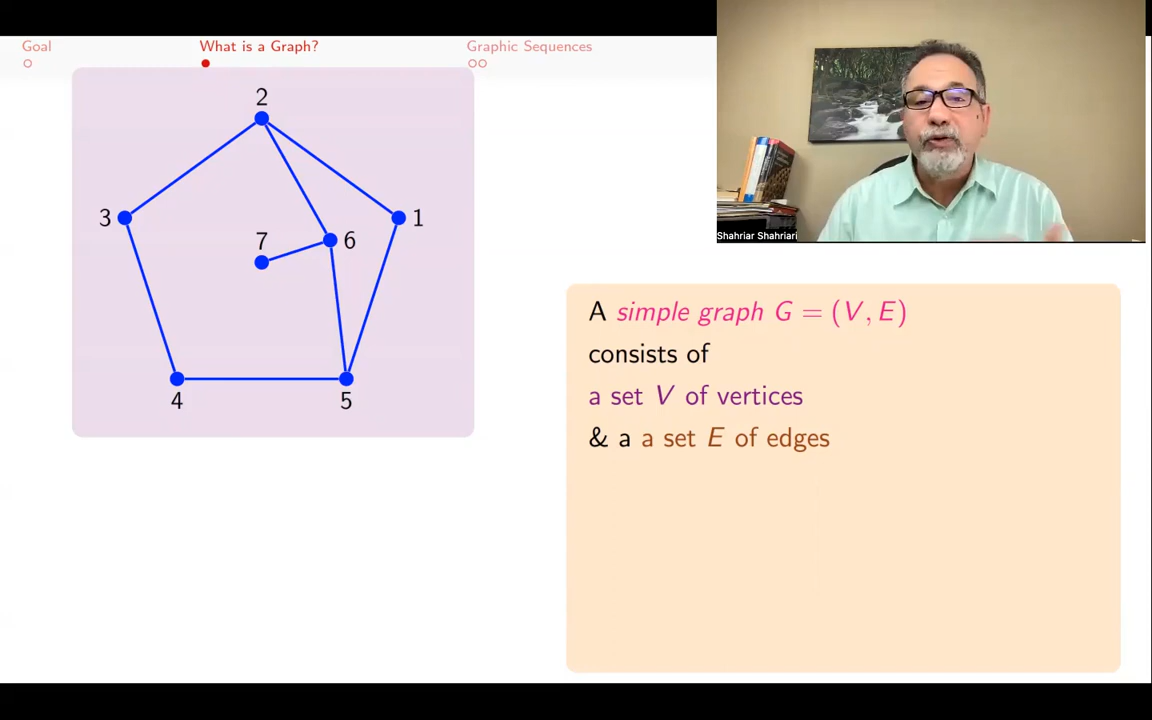 Goal
What is a Graph?
Graphic Sequences
2
3
1
7
6
4
5
Shahriar Shahriari
A simple graph G = (V, E)
consists of
a set V of vertices
& a a set E of edges